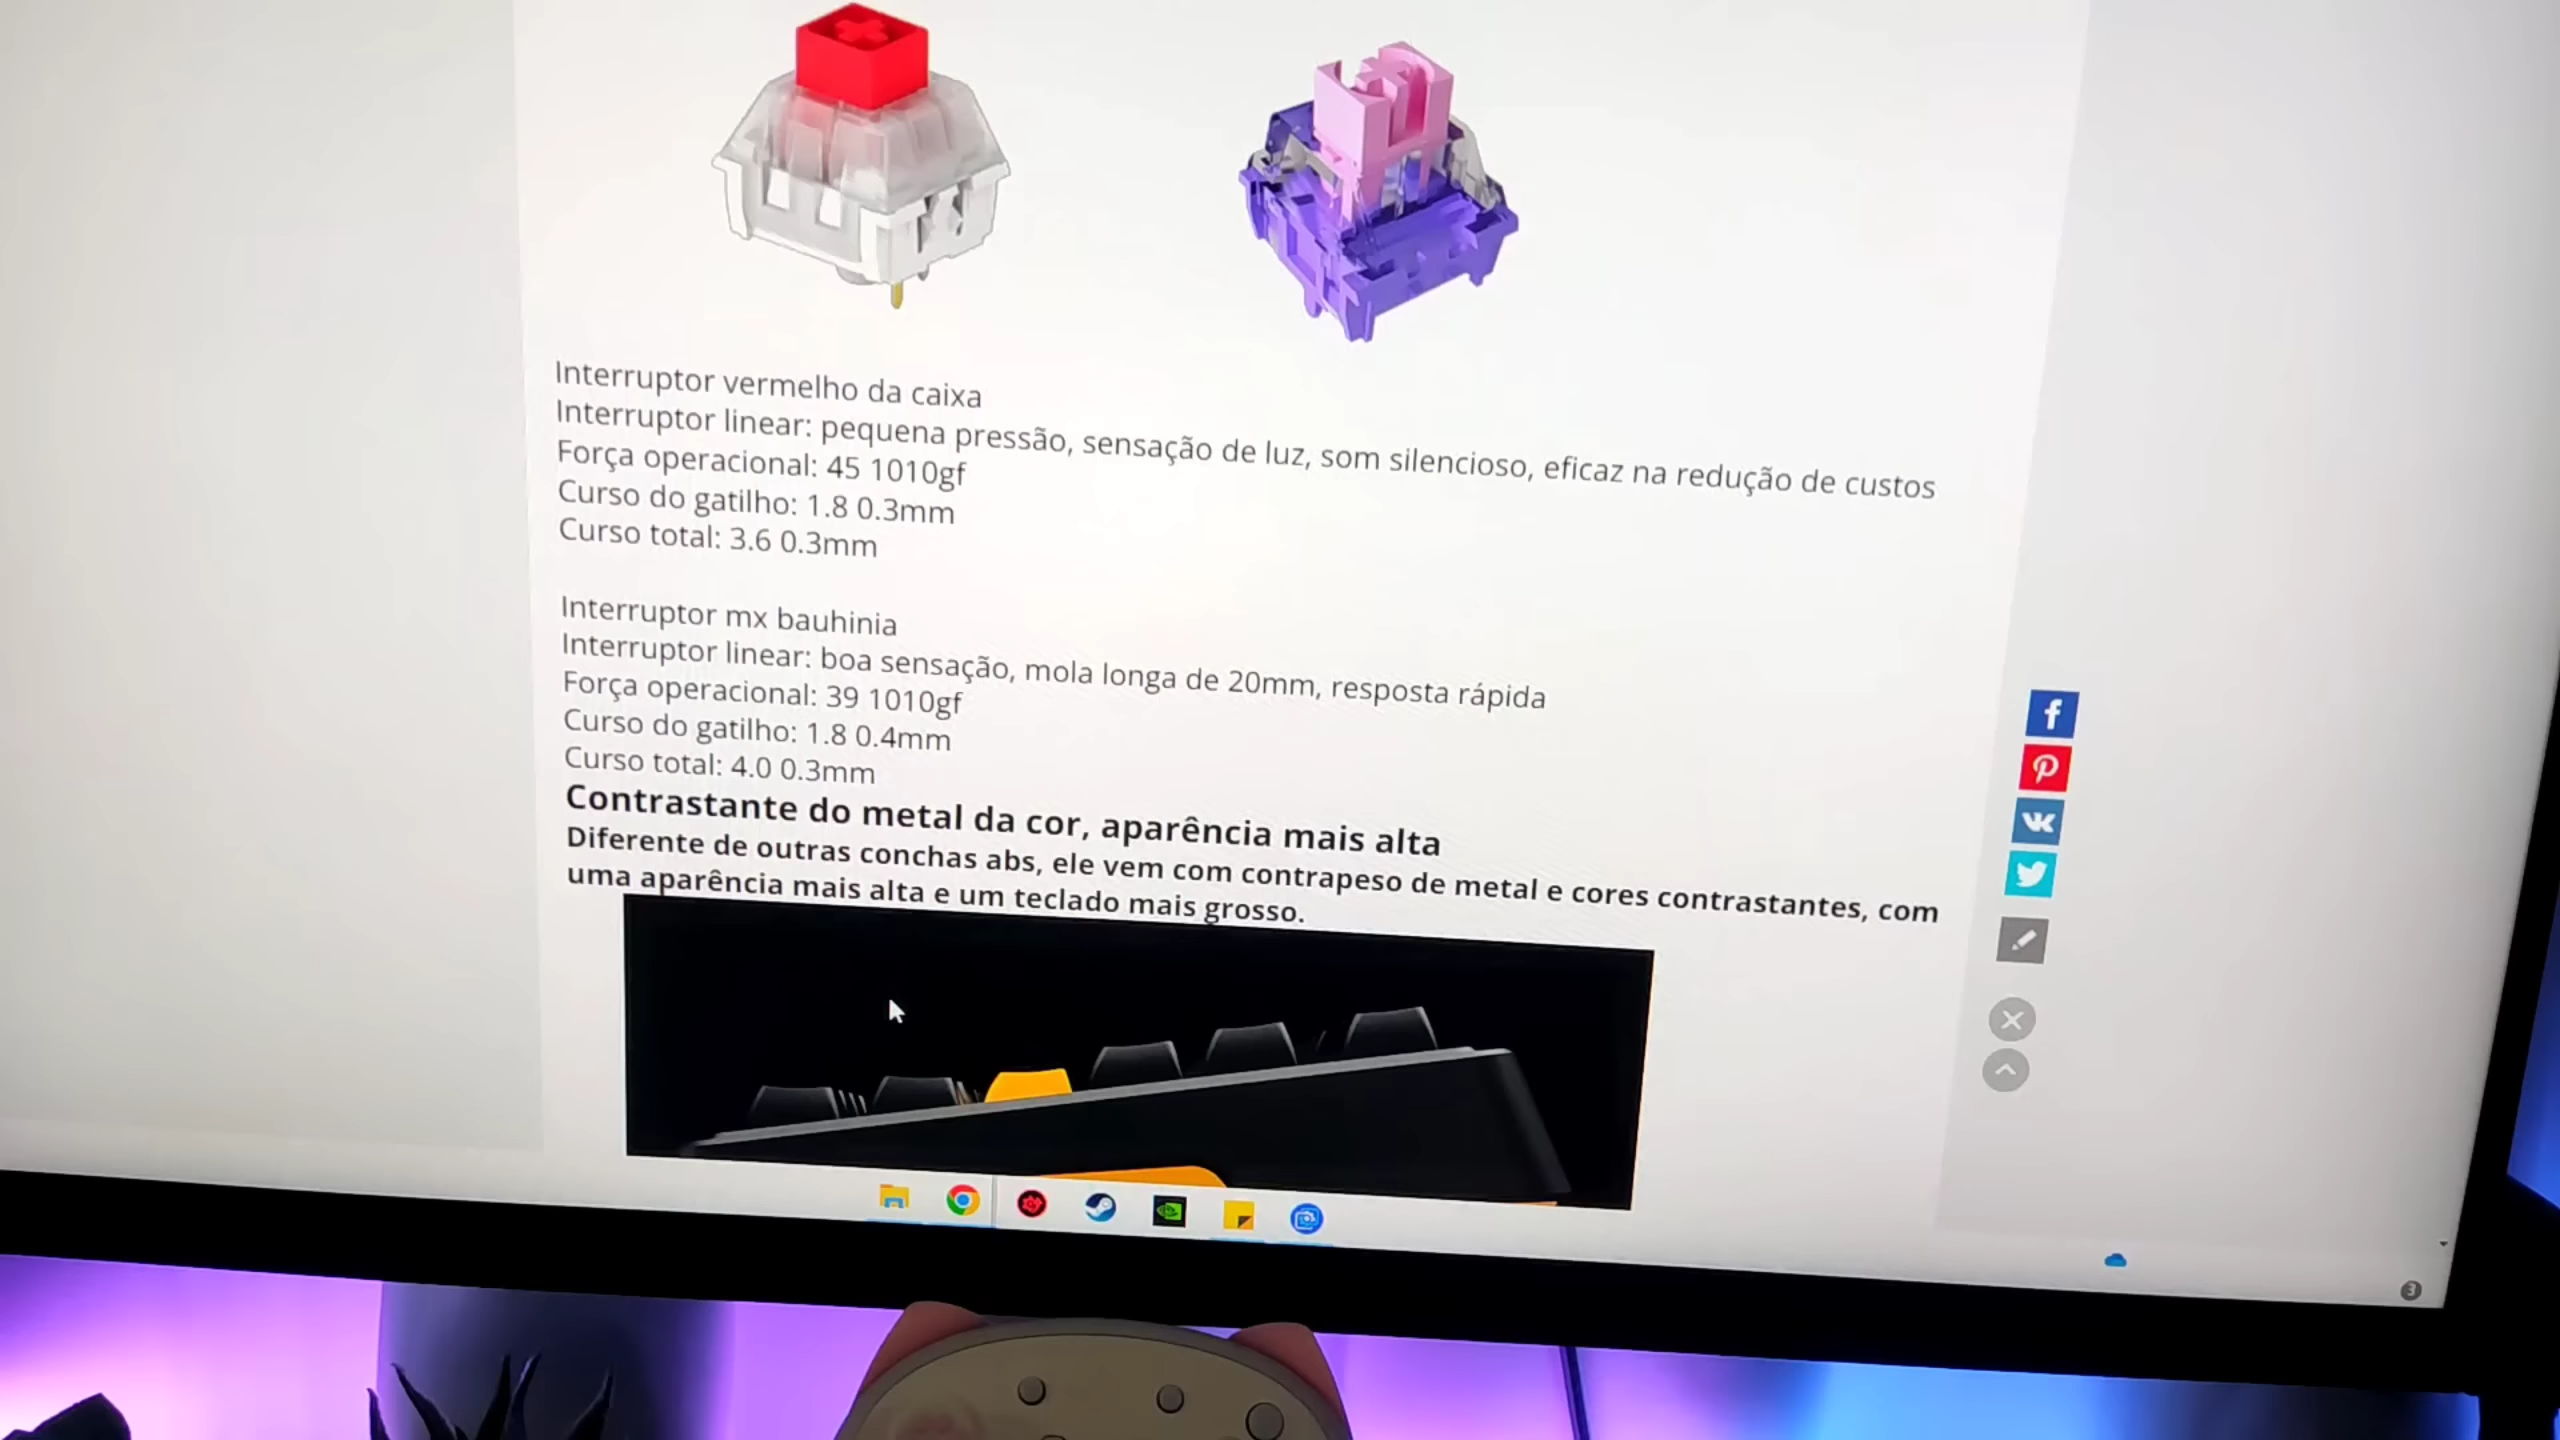 Interruptor vermelho da caixa
Interruptor linear: pequena pressão, sensação de luz, som silencioso, eficaz na redução de custos
Força operacional: 45 1010gf
Curso do gatilho: 1.8 0.3mm
Curso total: 3.6 0.3mm
Interruptor mx bauhinia
Interruptor linear: boa sensação, mola longa de 20mm, resposta rápida
Força operacional: 39 1010gf
Curso do gatilho: 1.8 0.4mm
Curso total: 4.0 0.3mm
Contrastante do metal da cor, aparência mais alta
Diferente de outras conchas abs, ele vem com contrapeso de metal e cores contrastantes, com
uma aparência mais alta e um teclado mais grosso.
3